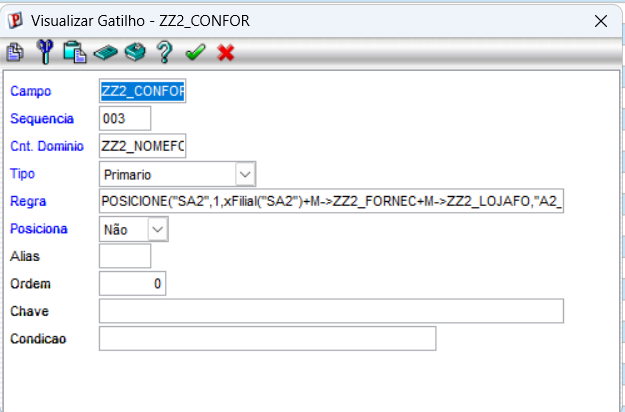 Visualizar Gatilho - ZZ2_CONFOR
Campo ZZ2_CONFOR
Sequencia 003
Cnt. Dominio ZZ2_NOMEFC
Tipo Primario
Regra POSICIONE("SA2",1,xFilial("SA2")+M->ZZ2_FORNEC+M->ZZ2_LOJAFO,"A2_
Posiciona Não
Alias
Ordem 0
Chave
Condicao